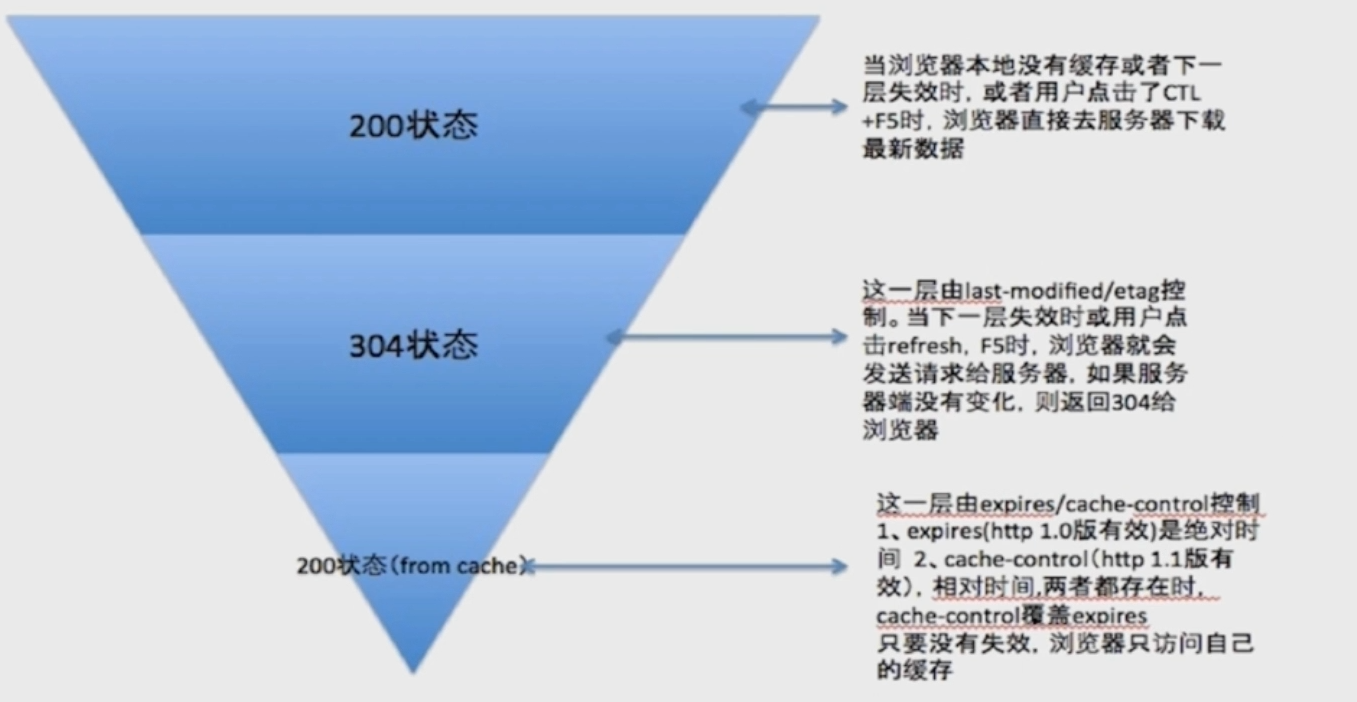 200状态
当浏览器本地没有缓存或者下一
层失效时，或者用户点击了CTL
+F5时，浏览器直接去服务器下载
最新数据
304状态
这一层由last-modified/etag控
制。当下一层失效时或用户点
击refresh，F5时，浏览器就会
发送请求给服务器，如果服务
器端没有变化，则返回304给
浏览器
200状态（from cache）
这一层由expires/cache-control控制
1、expires(http 1.0版有效)是绝对时
间 2、cache-control（http 1.1版有
效），相对时间,两者都存在时，
cache-control覆盖expires
只要没有失效，浏览器只访问自己
的缓存